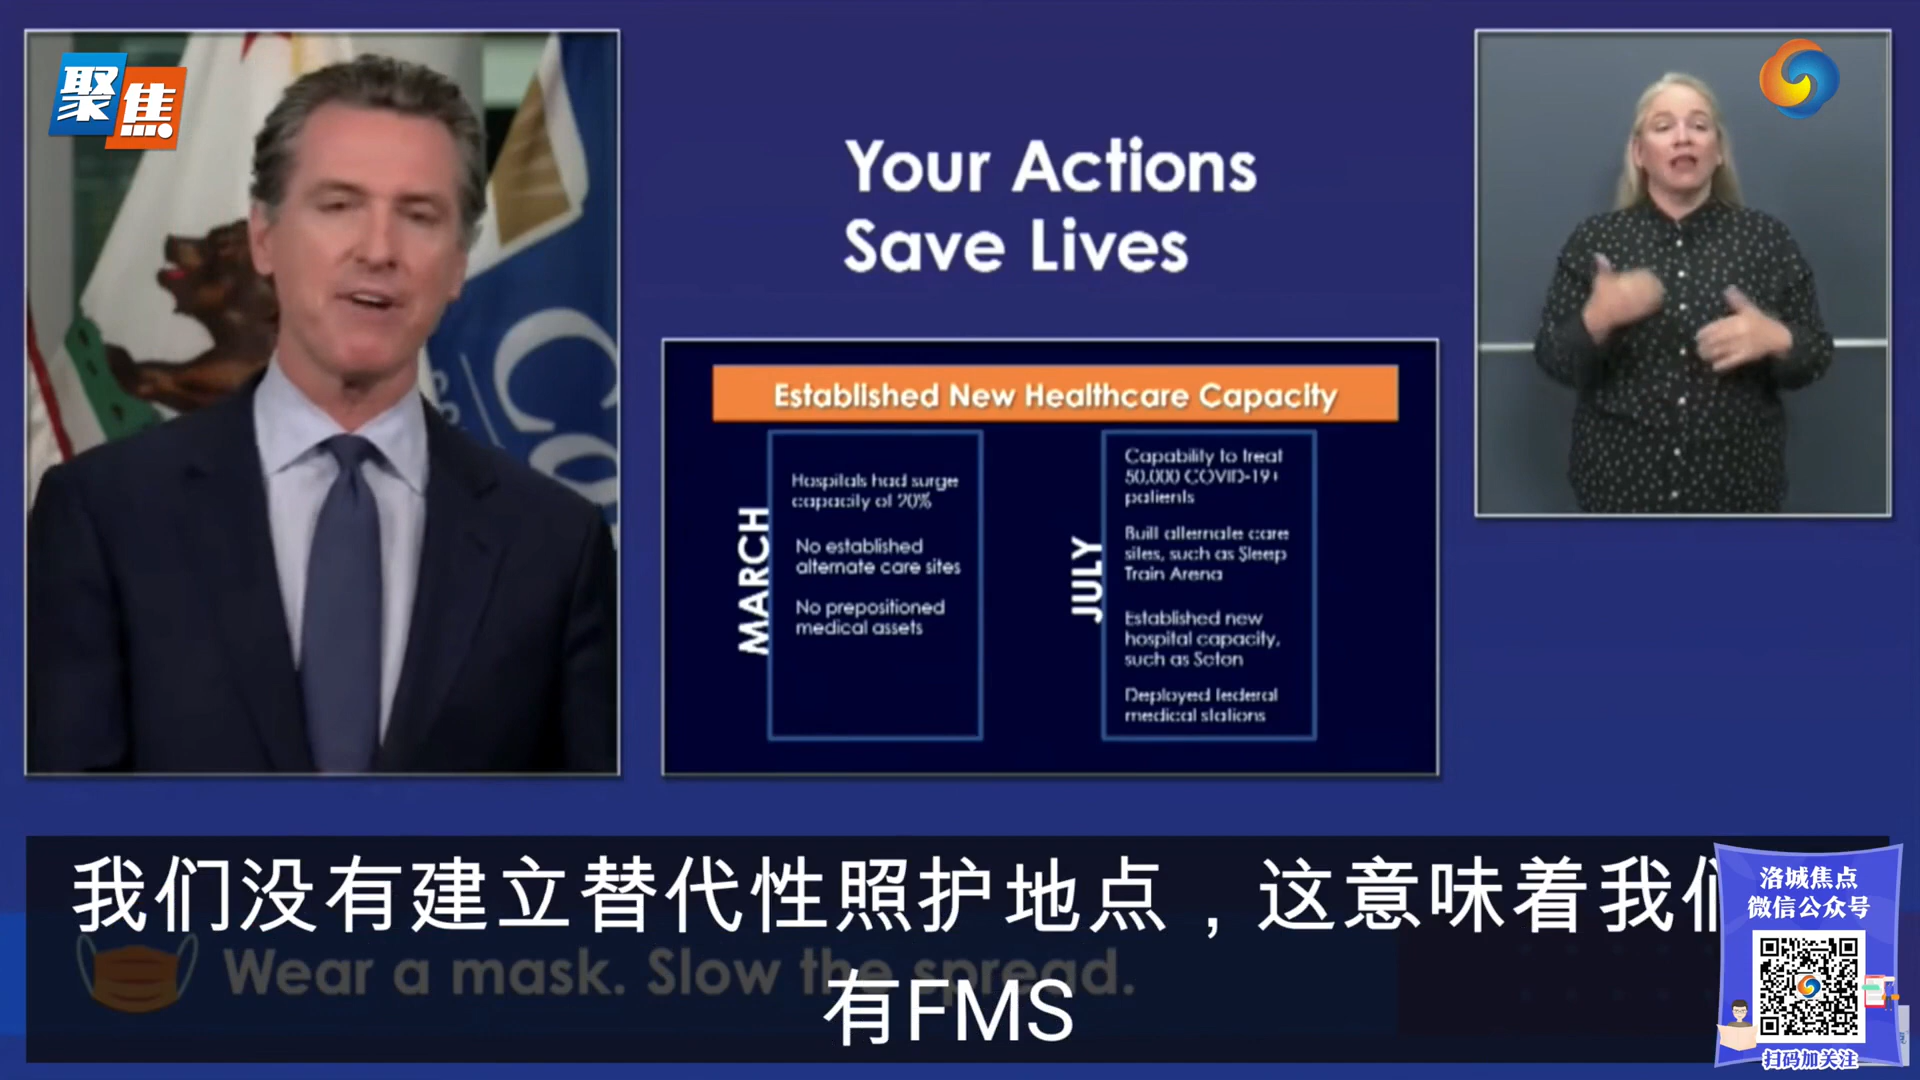 聚焦
Your Actions
Save Lives
Established New Healthcare Capacity
MARCH
Hospitals had surge
capacity of 20%
No established
alternate care sites
No prepositioned
medical assets
JULY
Capability to treat
50,000 COVID-19+
patients
Built alternate care
sites, such as Sleep
Train Arena
Established new
hospital capacity,
such as Seton
Deployed federal
medical stations
我们没有建立替代性照护地点，这意味着我们
有FMS
Wear a mask. Slow the spread.
洛城焦点
微信公众号
扫码加关注